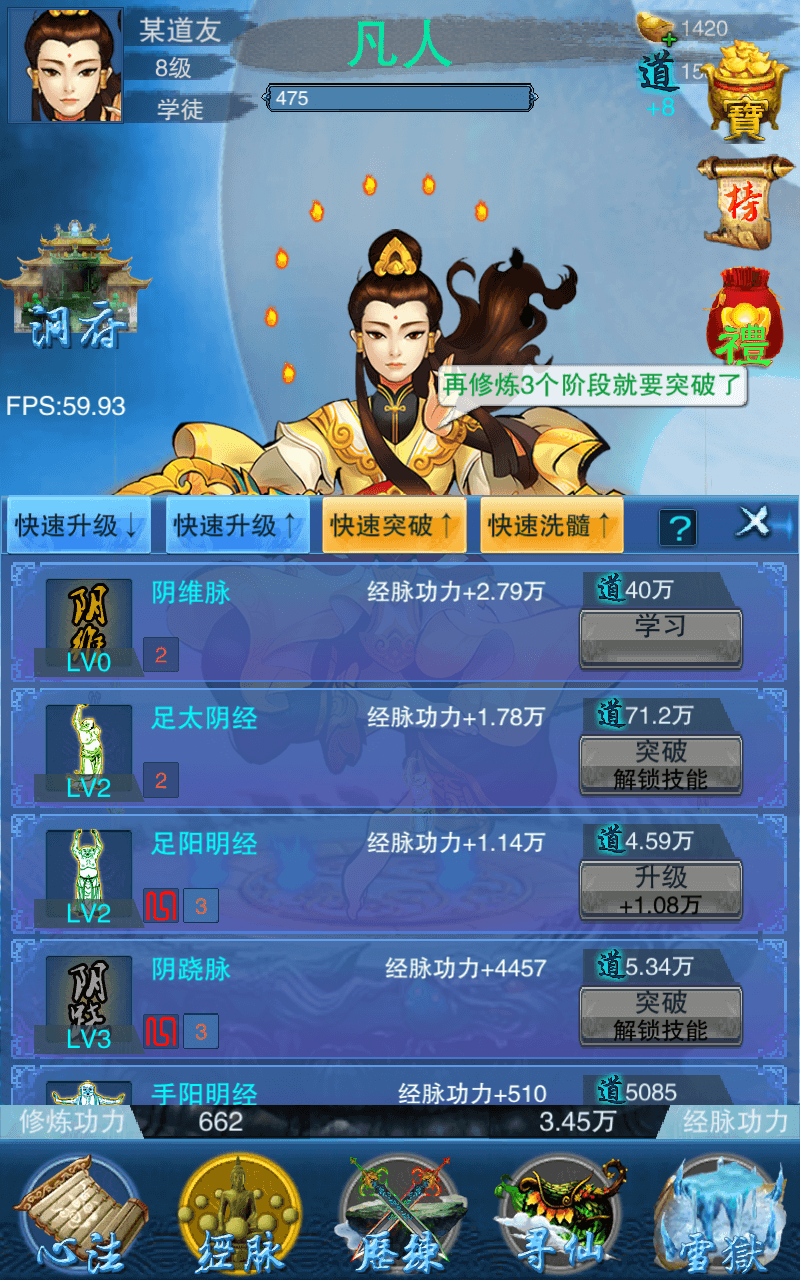 某道友
8级
学徒
凡人
475
1420
道
15
+8
寶
榜
禮
洞府
FPS:59.93
再修炼3个阶段就要突破了
快速升级↓
快速升级↑
快速突破↑
快速洗髓↑
?
阴维
LV0
阴维脉
2
经脉功力+2.79万
道40万
学习
LV2
足太阴经
2
经脉功力+1.78万
道71.2万
突破
解锁技能
LV2
足阳明经
3
经脉功力+1.14万
道4.59万
升级
+1.08万
阴跷
LV3
阴跷脉
3
经脉功力+4457
道5.34万
突破
解锁技能
手阳明经
经脉功力+510
道5085
修炼功力
662
3.45万
经脉功力
心法
经脉
历练
寻仙
雪獄